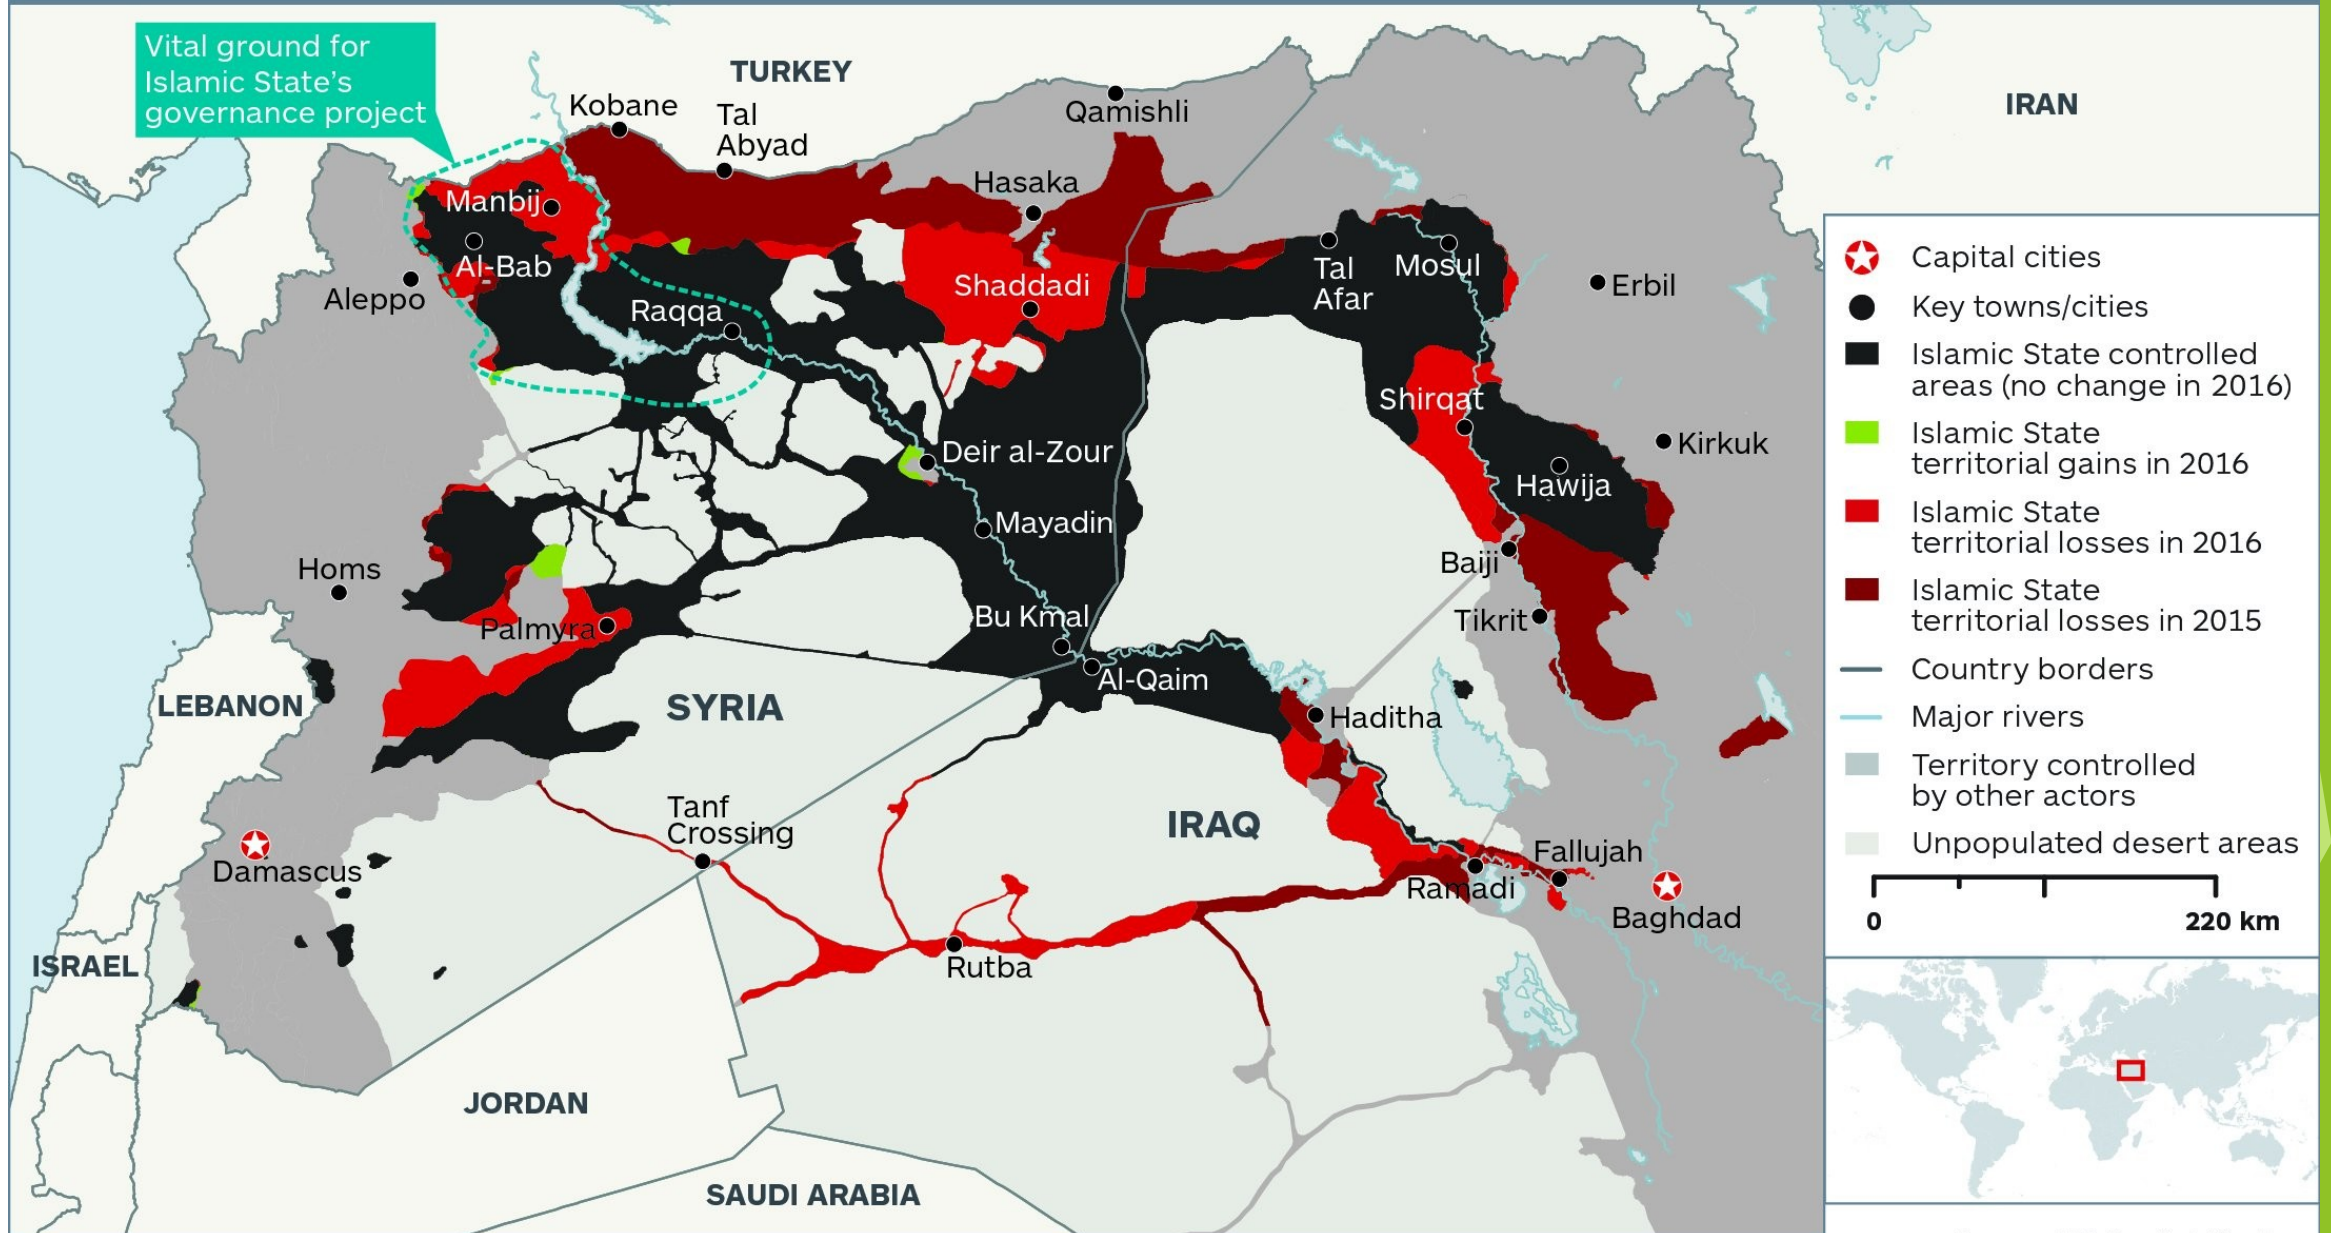 Vital ground for
Islamic State's
governance project
TURKEY
IRAN
Kobane
Tal
Abyad
Qamishli
Hasaka
Manbij
Al-Bab
Aleppo
Raqqa
Shaddadi
Tal
Afar
Mosul
Erbil
Shirqat
Kirkuk
Hawija
Deir al-Zour
Mayadin
Baiji
Homs
Palmyra
Bu Kmal
Tikrit
Al-Qaim
LEBANON
SYRIA
Haditha
Tanf
Crossing
IRAQ
Damascus
Fallujah
Ramadi
Baghdad
ISRAEL
Rutba
JORDAN
SAUDI ARABIA
Capital cities
Key towns/cities
Islamic State controlled
areas (no change in 2016)
Islamic State
territorial gains in 2016
Islamic State
territorial losses in 2016
Islamic State
territorial losses in 2015
Country borders
Major rivers
Territory controlled
by other actors
Unpopulated desert areas
0
220 km